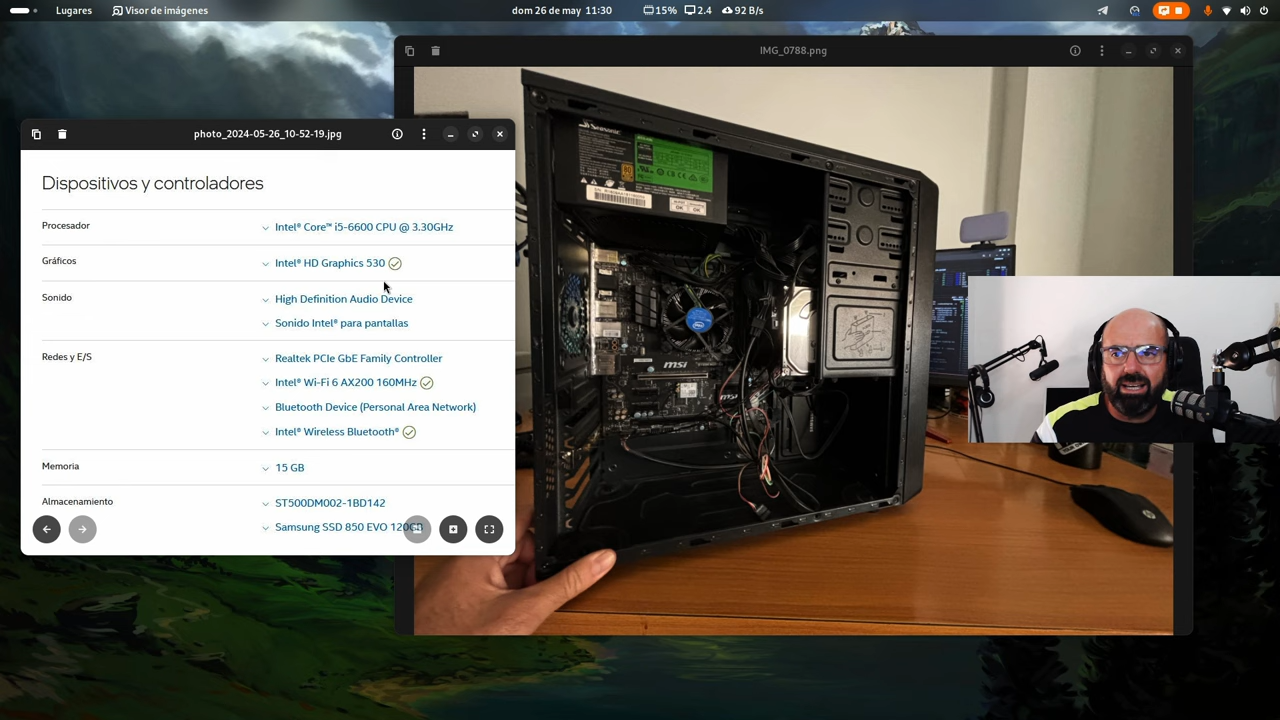 Lugares
Visor de imágenes
dom 26 de may 11:30
15%
2.4
92 B/s
IMG_0788.png
photo_2024-05-26_10-52-19.jpg
Dispositivos y controladores
Procesador
Intel® Core™ i5-6600 CPU @ 3.30GHz
Gráficos
Intel® HD Graphics 530
Sonido
High Definition Audio Device
Sonido Intel® para pantallas
Redes y E/S
Realtek PCIe GbE Family Controller
Intel® Wi-Fi 6 AX200 160MHz
Bluetooth Device (Personal Area Network)
Intel® Wireless Bluetooth®
Memoria
15 GB
Almacenamiento
ST500DM002-1BD142
Samsung SSD 850 EVO 120GB
Seasonic
intel
msi